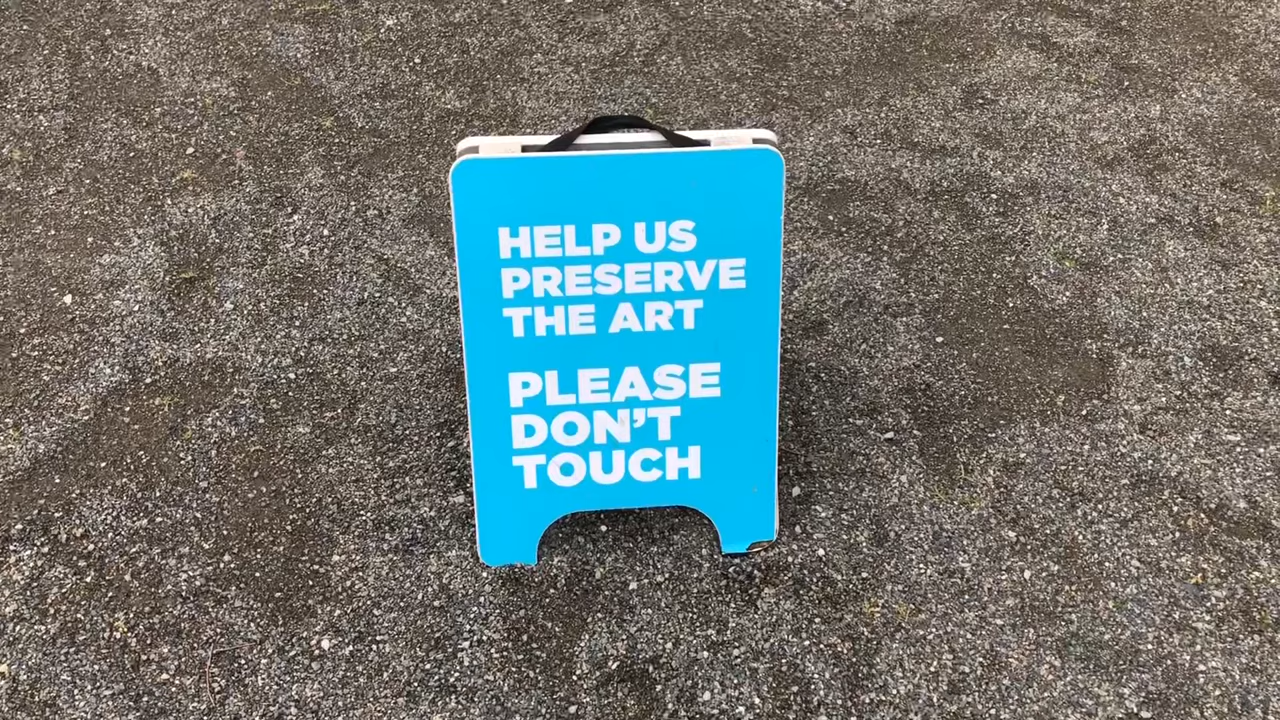 HELP US
PRESERVE
THE ART
PLEASE
DON’T
TOUCH